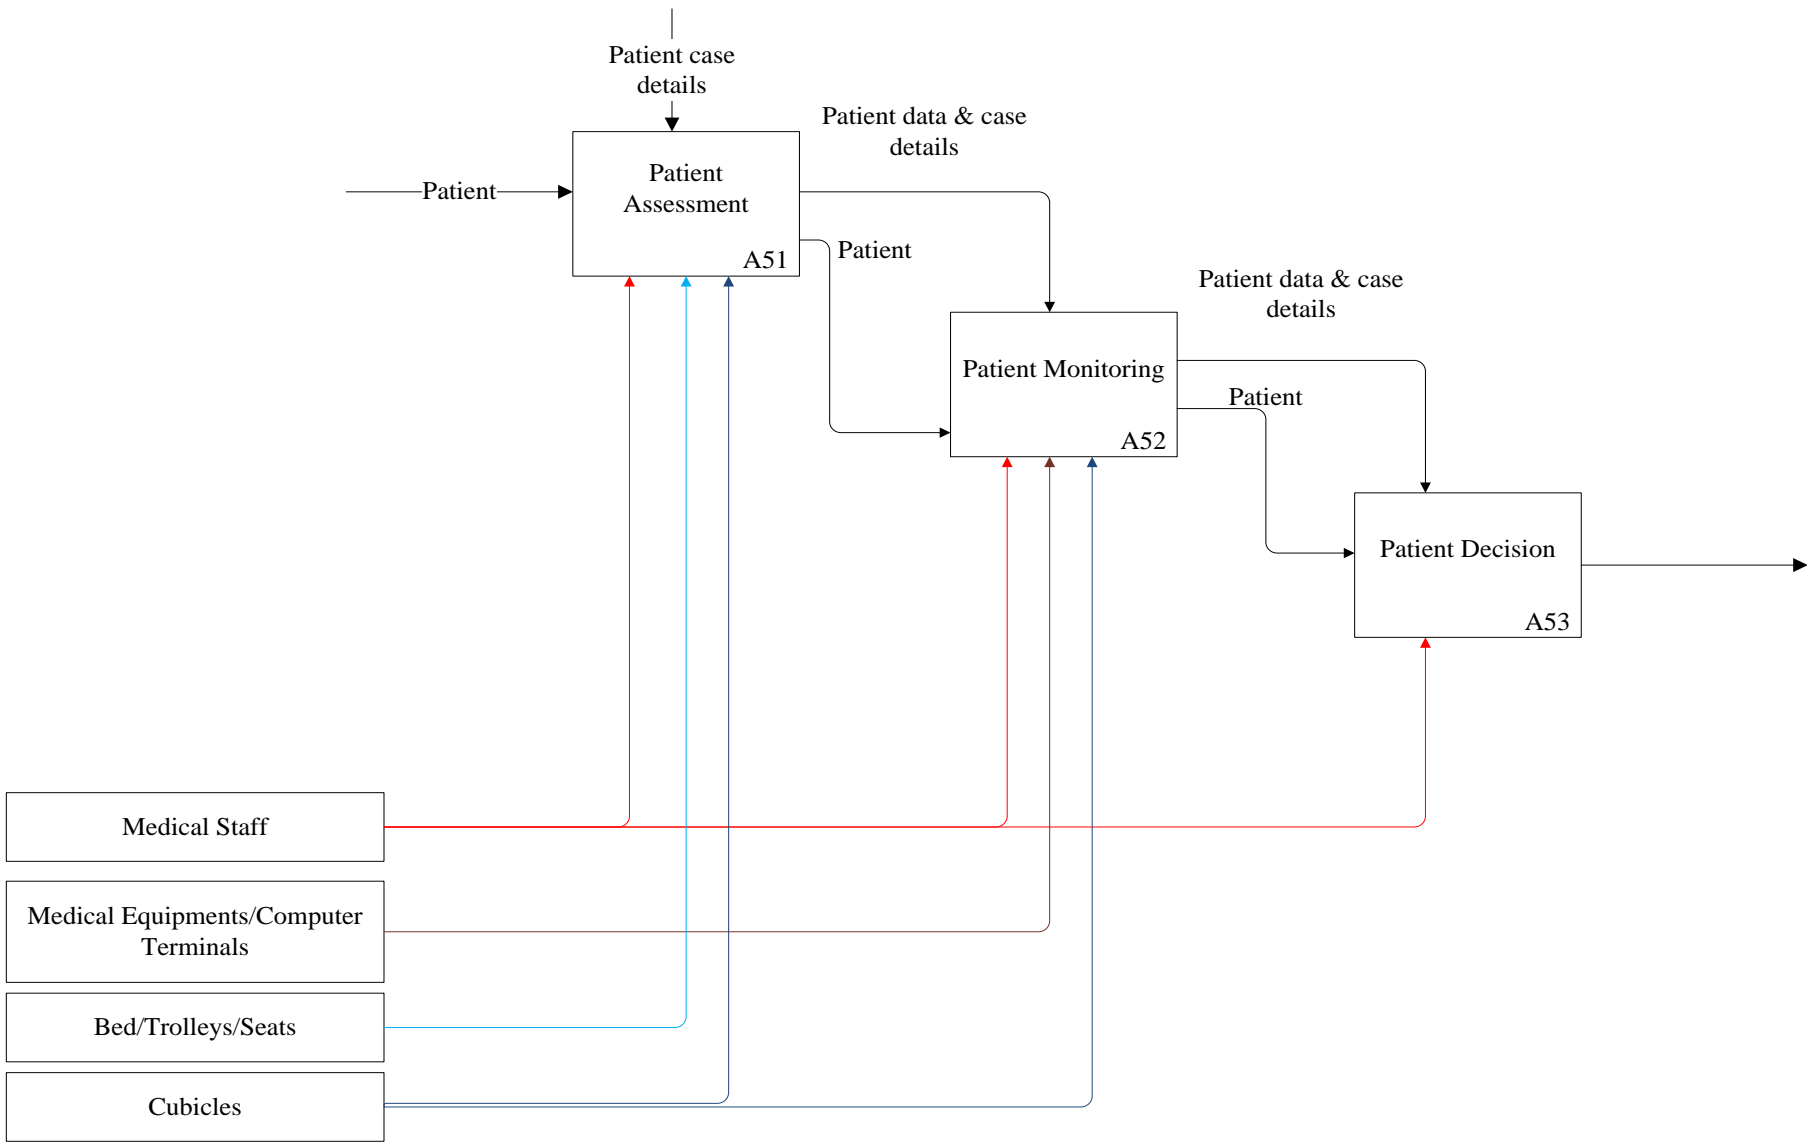 Patient case
details
Patient data & case
details
Patient
Patient
Assessment
A51
Patient
Patient data & case
details
Patient Monitoring
Patient
A52
Patient Decision
A53
Medical Staff
Medical Equipments/Computer
Terminals
Bed/Trolleys/Seats
Cubicles